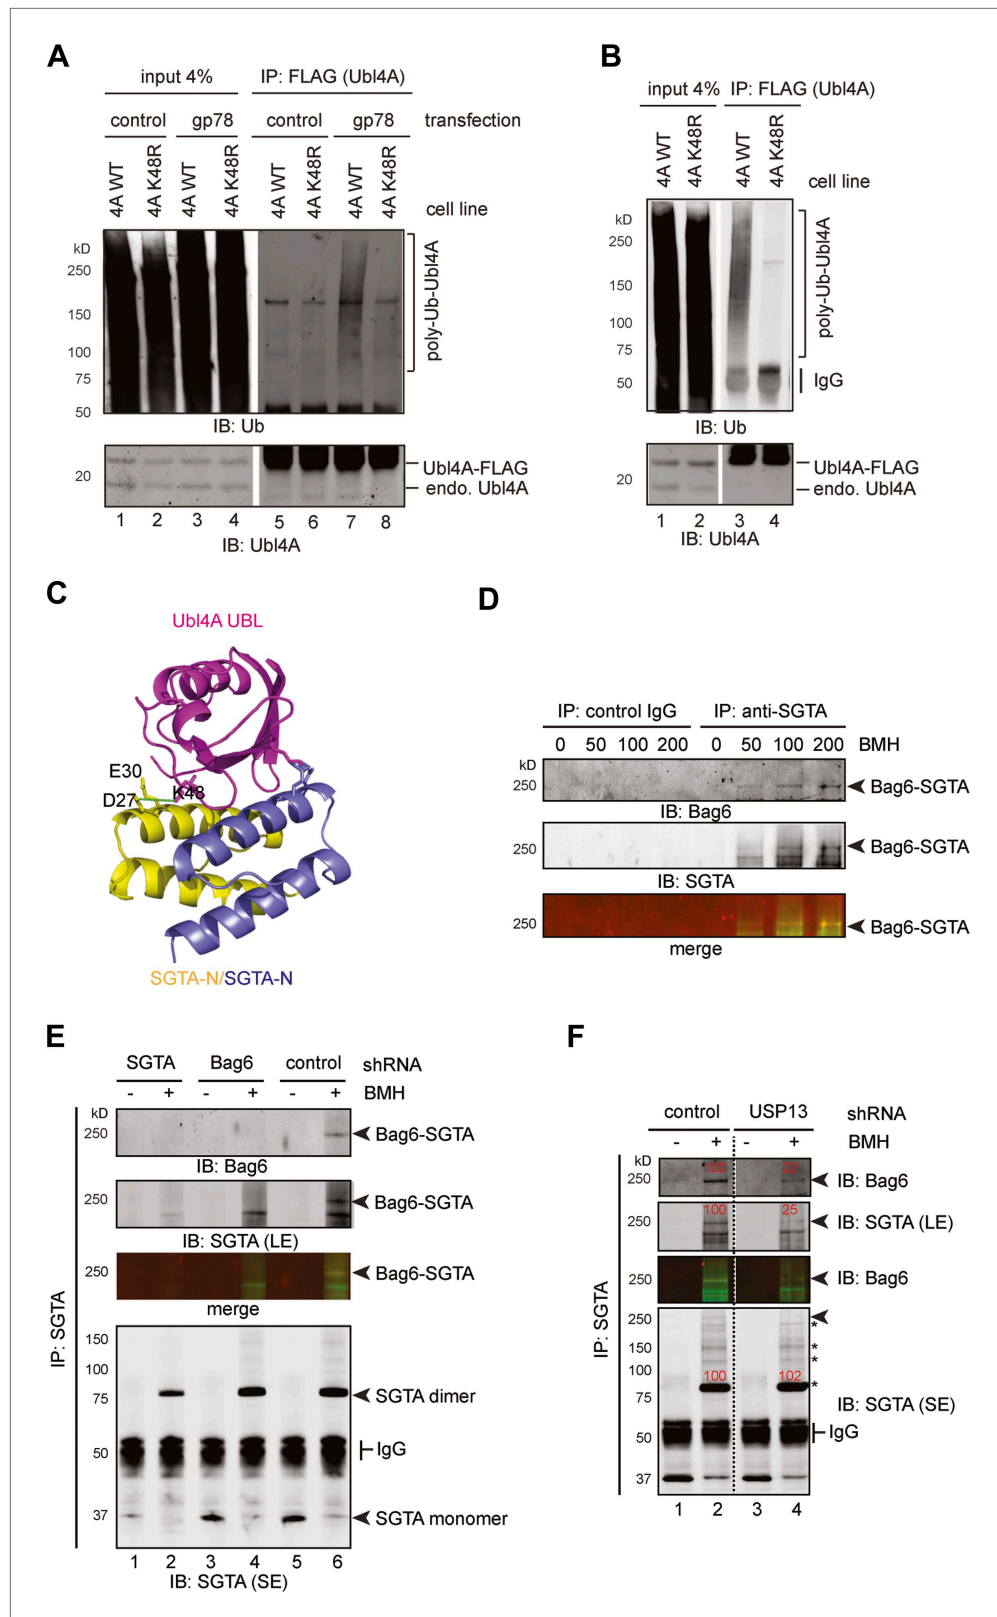 A
input 4%
IP: FLAG (Ubl4A)
control
gp78
control
gp78
transfection
4A WT
4A K48R
4A WT
4A K48R
4A WT
4A K48R
4A WT
4A K48R
cell line
kD
250
150
100
75
50
poly-Ub-Ubl4A
IB: Ub
20
Ubl4A-FLAG
endo. Ubl4A
1 2 3 4 5 6 7 8
IB: Ubl4A
B
input 4%
IP: FLAG (Ubl4A)
4A WT
4A K48R
4A WT
4A K48R
cell line
kD
250
150
100
75
50
poly-Ub-Ubl4A
IgG
IB: Ub
20
Ubl4A-FLAG
endo. Ubl4A
1 2 3 4
IB: Ubl4A
C
Ubl4A UBL
E30
D27
K48
SGTA-N/SGTA-N
D
IP: control IgG
IP: anti-SGTA
0 50 100 200 0 50 100 200 BMH
kD
250
Bag6-SGTA
IB: Bag6
250
Bag6-SGTA
IB: SGTA
250
Bag6-SGTA
merge
E
SGTA Bag6 control shRNA
- + - + - + BMH
IP: SGTA
kD
250
Bag6-SGTA
IB: Bag6
250
Bag6-SGTA
IB: SGTA (LE)
250
Bag6-SGTA
merge
150
100
75
SGTA dimer
50
IgG
37
SGTA monomer
1 2 3 4 5 6
IB: SGTA (SE)
F
control USP13 shRNA
- + - + BMH
IP: SGTA
kD
250
IB: Bag6
100 25
250
IB: SGTA (LE)
250
IB: Bag6
250
*
150
*
*
100
100 102
*
75
IB: SGTA (SE)
50
IgG
37
1 2 3 4